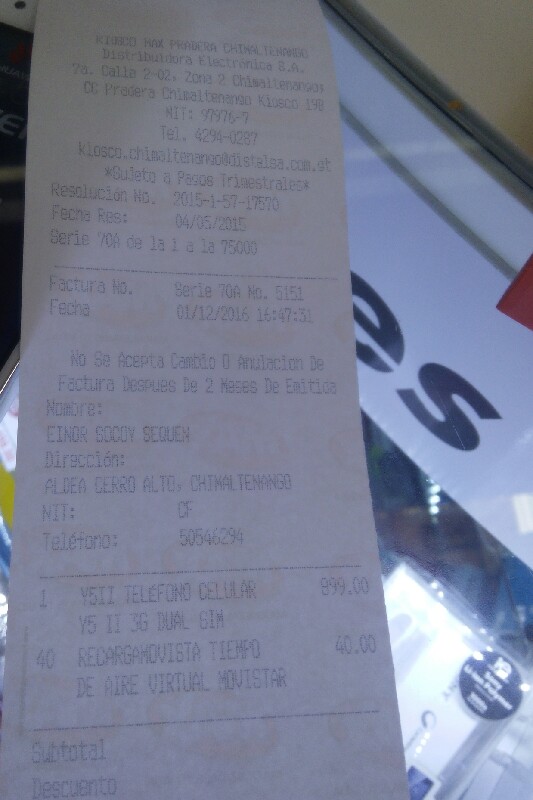 KIOSCO MAX PRADERA CHIMALTENANGO
Distribuidora Electronica S.A.
7a. Calle 2-02, Zona 2 Chimaltenango;
CC Pradera Chimaltenango Kiosco 19B
NIT: 97976-7
Tel. 4294-0287
kiosco.chimaltenango@distelsa.com.gt
*Sujeto a Pagos Trimestrales*
Resolución No. 2015-1-57-17570
Fecha Res: 04/05/2015
Serie 70A de la 1 a la 75000
Factura No. Serie 70A No. 5151
Fecha 01/12/2016 16:47:31
No Se Acepta Cambio O Anulacion De
Factura Despues De 2 Meses De Emitida
Nombre:
EINOR SOCOY SEQUEN
Dirección:
ALDEA CERRO ALTO, CHIMALTENANGO
NIT: CF
Teléfono: 50546294
1 Y5II TELEFONO CELULAR 899.00
Y5 II 3G DUAL SIM
40 RECARGAMOVISTA TIEMPO 40.00
DE AIRE VIRTUAL MOVISTAR
Subtotal
Descuento
es